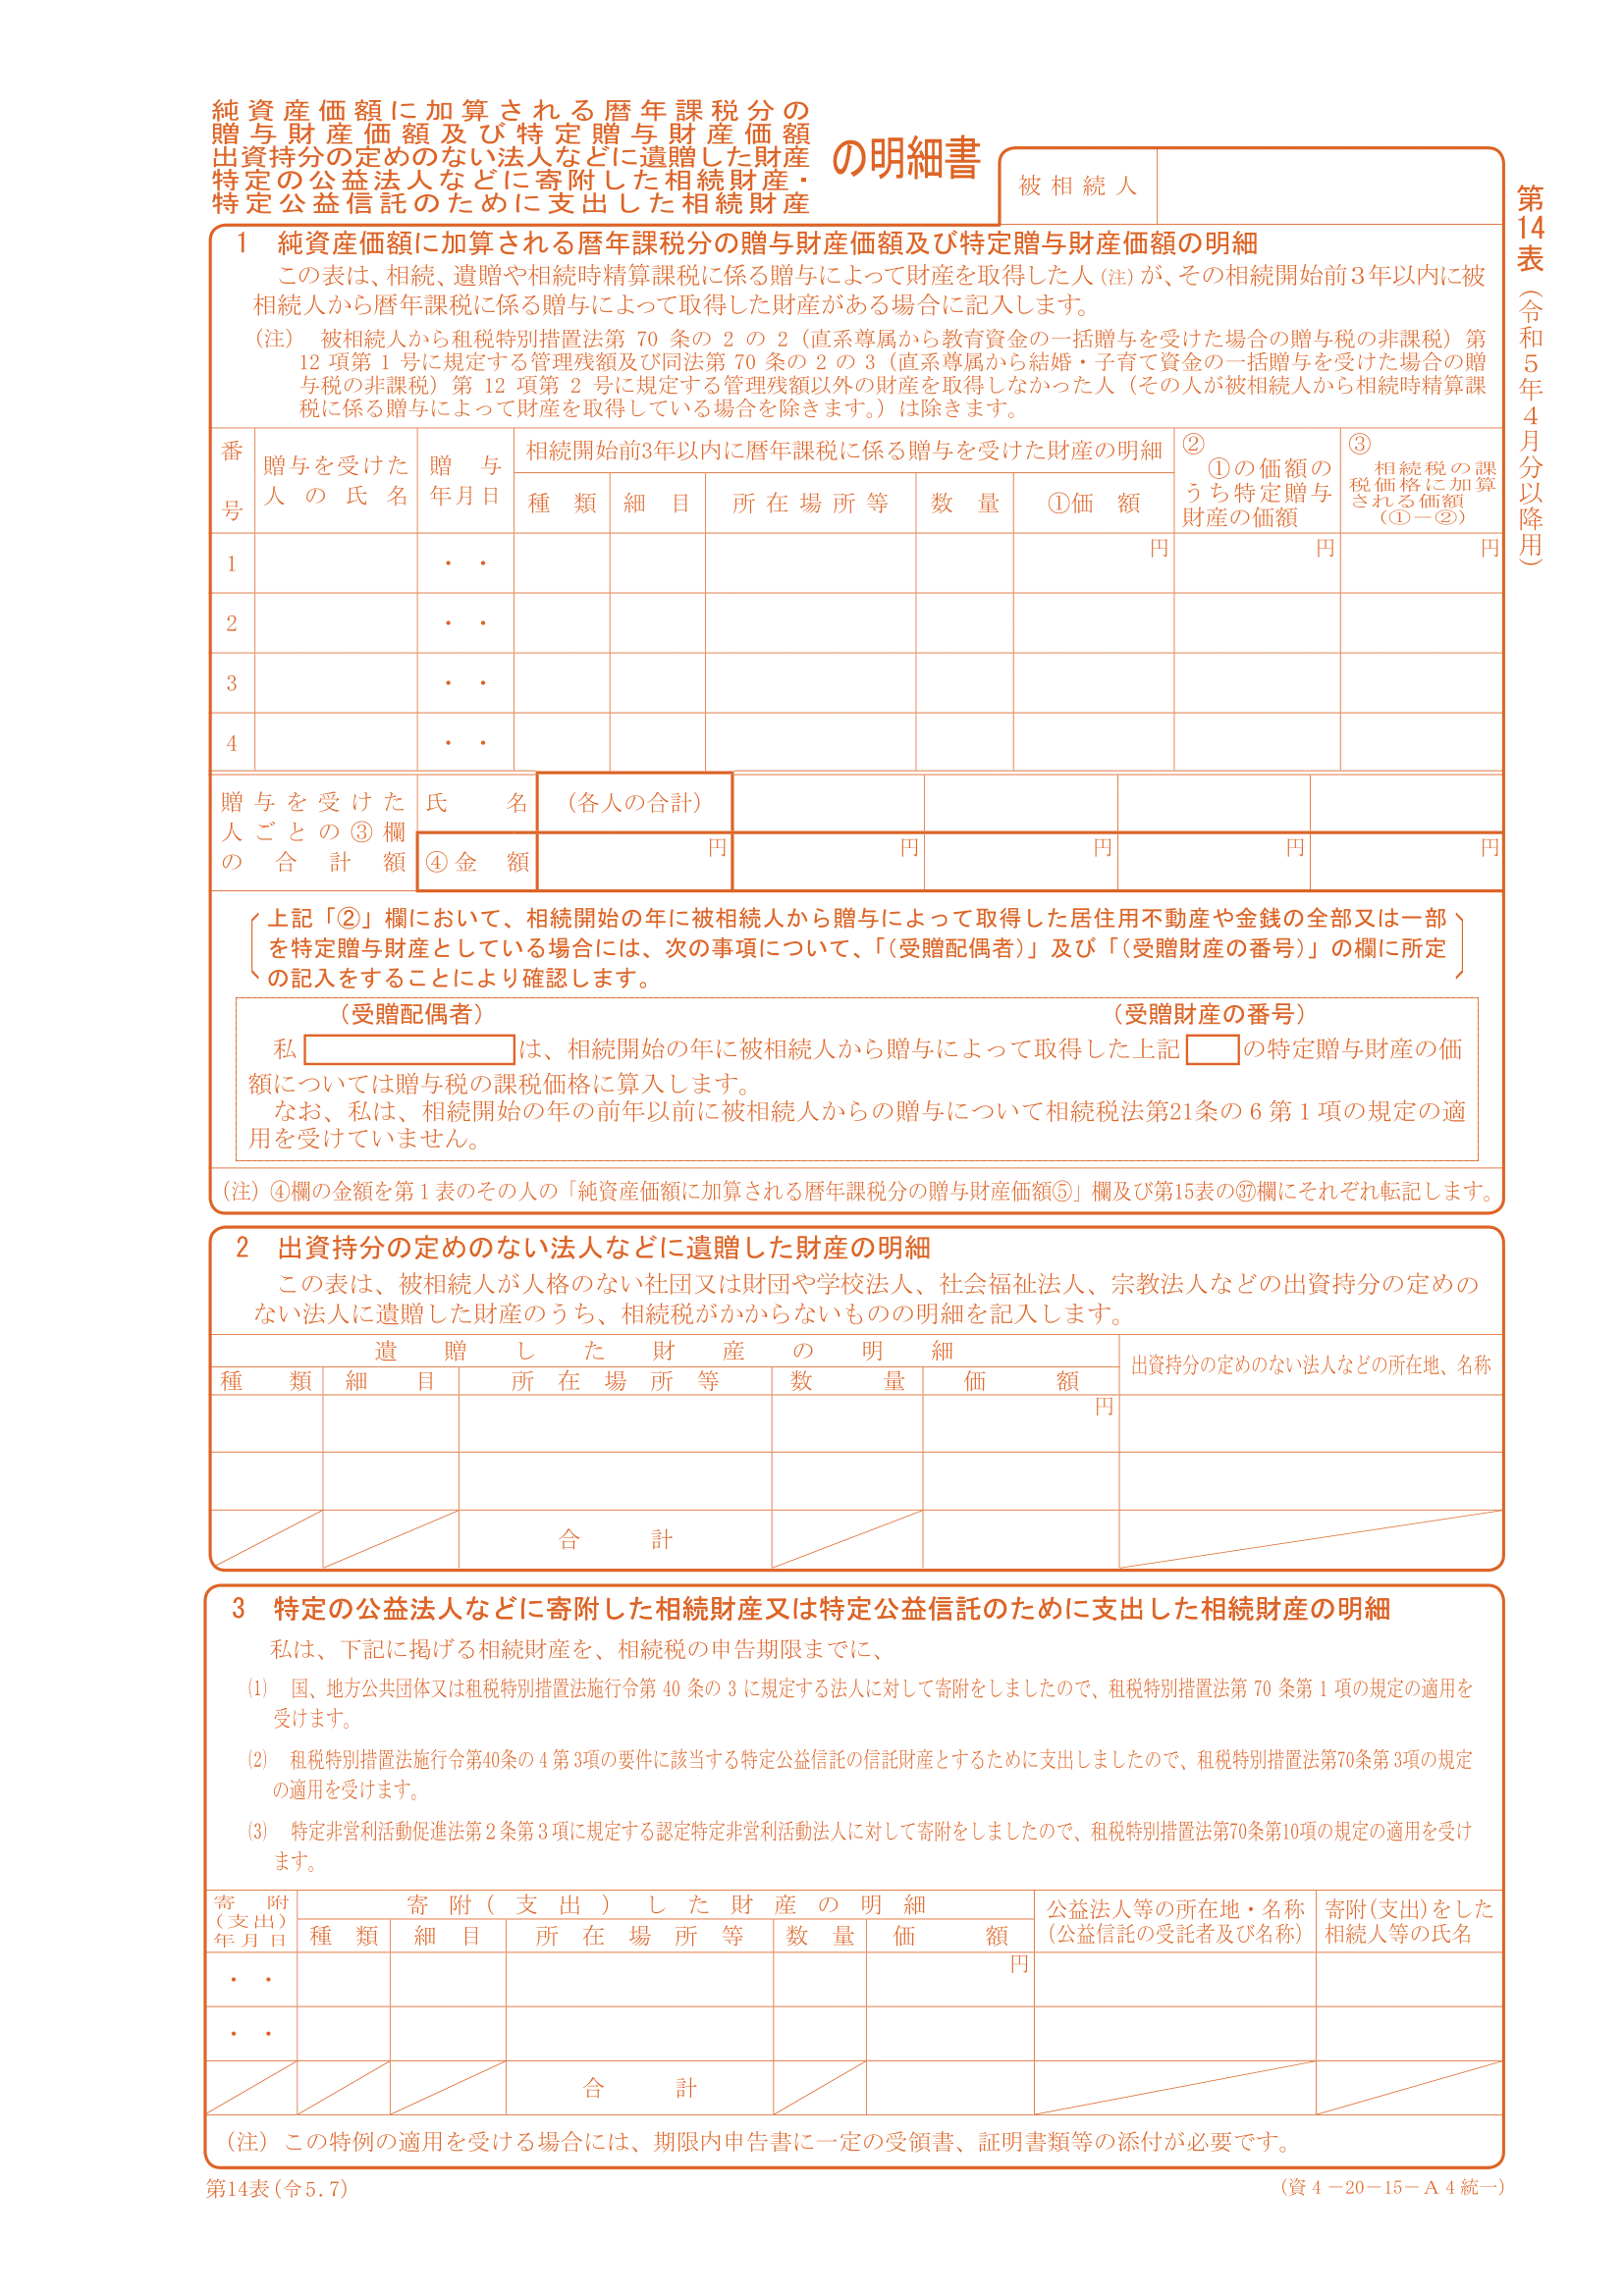 純資産価額に加算される暦年課税分の
贈与財産価額及び特定贈与財産価額
出資持分の定めのない法人などに遺贈した財産
特定の公益法人などに寄附した相続財産・
特定公益信託のために支出した相続財産
の明細書
被相続人
第14表(令和5年4月分以降用)
1 純資産価額に加算される暦年課税分の贈与財産価額及び特定贈与財産価額の明細
この表は、相続、遺贈や相続時精算課税に係る贈与によって財産を取得した人(注)が、その相続開始前3年以内に被
相続人から暦年課税に係る贈与によって取得した財産がある場合に記入します。
(注) 被相続人から租税特別措置法第 70 条の 2 の 2(直系尊属から教育資金の一括贈与を受けた場合の贈与税の非課税)第
12 項第 1 号に規定する管理残額及び同法第 70 条の 2 の 3(直系尊属から結婚・子育て資金の一括贈与を受けた場合の贈
与税の非課税)第 12 項第 2 号に規定する管理残額以外の財産を取得しなかった人(その人が被相続人から相続時精算課
税に係る贈与によって財産を取得している場合を除きます。)は除きます。
番号
贈与を受けた
人の氏名
贈与
年月日
相続開始前3年以内に暦年課税に係る贈与を受けた財産の明細
種類 細目 所在場所等 数量 ①価額
②
①の価額の
うち特定贈与
財産の価額
③
相続税の課
税価格に加算
される価額
(①-②)
1 ・ ・ 円 円 円
2 ・ ・
3 ・ ・
4 ・ ・
贈与を受けた
人ごとの③欄
の合計額
氏名 (各人の合計)
④金額 円 円 円 円 円
上記「②」欄において、相続開始の年に被相続人から贈与によって取得した居住用不動産や金銭の全部又は一部
を特定贈与財産としている場合には、次の事項について、「(受贈配偶者)」及び「(受贈財産の番号)」の欄に所定
の記入をすることにより確認します。
(受贈配偶者) (受贈財産の番号)
私 は、相続開始の年に被相続人から贈与によって取得した上記 の特定贈与財産の価
額については贈与税の課税価格に算入します。
なお、私は、相続開始の年の前年以前に被相続人からの贈与について相続税法第21条の6第1項の規定の適
用を受けていません。
(注)④欄の金額を第1表のその人の「純資産価額に加算される暦年課税分の贈与財産価額⑤」欄及び第15表の㊲欄にそれぞれ転記します。
2 出資持分の定めのない法人などに遺贈した財産の明細
この表は、被相続人が人格のない社団又は財団や学校法人、社会福祉法人、宗教法人などの出資持分の定めの
ない法人に遺贈した財産のうち、相続税がかからないものの明細を記入します。
遺贈した財産の明細
出資持分の定めのない法人などの所在地、名称
種類 細目 所在場所等 数量 価額
円
合計
3 特定の公益法人などに寄附した相続財産又は特定公益信託のために支出した相続財産の明細
私は、下記に掲げる相続財産を、相続税の申告期限までに、
(1) 国、地方公共団体又は租税特別措置法施行令第 40 条の 3 に規定する法人に対して寄附をしましたので、租税特別措置法第 70 条第 1 項の規定の適用を
受けます。
(2) 租税特別措置法施行令第40条の4第3項の要件に該当する特定公益信託の信託財産とするために支出しましたので、租税特別措置法第70条第3項の規定
の適用を受けます。
(3) 特定非営利活動促進法第2条第3項に規定する認定特定非営利活動法人に対して寄附をしましたので、租税特別措置法第70条第10項の規定の適用を受け
ます。
寄附
(支出)
年月日
寄附(支出)した財産の明細
種類 細目 所在場所等 数量 価額
公益法人等の所在地・名称
(公益信託の受託者及び名称)
寄附(支出)をした
相続人等の氏名
・ ・ 円
・ ・
合計
(注)この特例の適用を受ける場合には、期限内申告書に一定の受領書、証明書類等の添付が必要です。
第14表(令5.7)
(資4-20-15-A4統一)